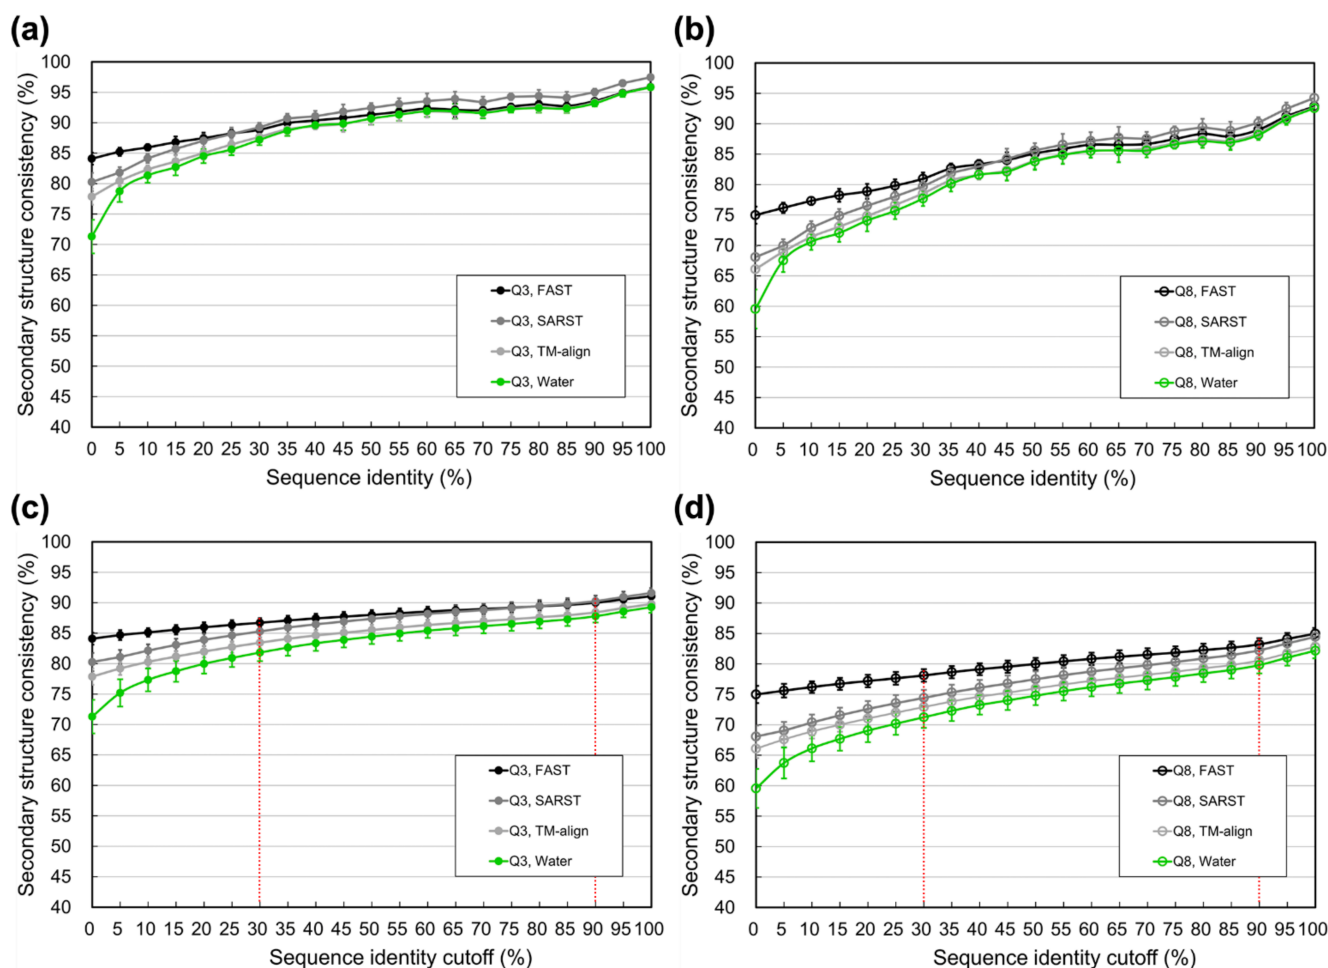 (a)
Secondary structure consistency (%)
100
95
90
85
80
75
70
65
60
55
50
45
40
0 5 10 15 20 25 30 35 40 45 50 55 60 65 70 75 80 85 90 95 100
Sequence identity (%)
Q3, FAST
Q3, SARST
Q3, TM-align
Q3, Water
(b)
Secondary structure consistency (%)
100
95
90
85
80
75
70
65
60
55
50
45
40
0 5 10 15 20 25 30 35 40 45 50 55 60 65 70 75 80 85 90 95 100
Sequence identity (%)
Q8, FAST
Q8, SARST
Q8, TM-align
Q8, Water
(c)
Secondary structure consistency (%)
100
95
90
85
80
75
70
65
60
55
50
45
40
0 5 10 15 20 25 30 35 40 45 50 55 60 65 70 75 80 85 90 95 100
Sequence identity cutoff (%)
Q3, FAST
Q3, SARST
Q3, TM-align
Q3, Water
(d)
Secondary structure consistency (%)
100
95
90
85
80
75
70
65
60
55
50
45
40
0 5 10 15 20 25 30 35 40 45 50 55 60 65 70 75 80 85 90 95 100
Sequence identity cutoff (%)
Q8, FAST
Q8, SARST
Q8, TM-align
Q8, Water